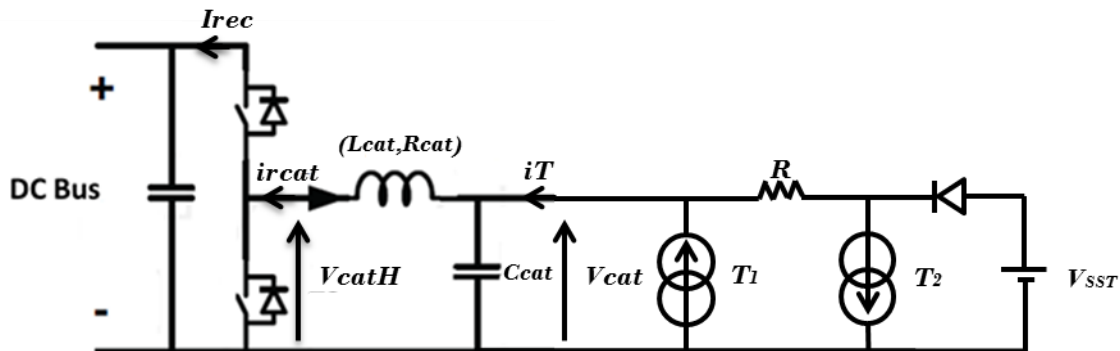 Irec
+
(Lcat,Rcat)
DC Bus
ircat
iT
R
VcatH
Ccat
Vcat
T1
T2
VSST
-